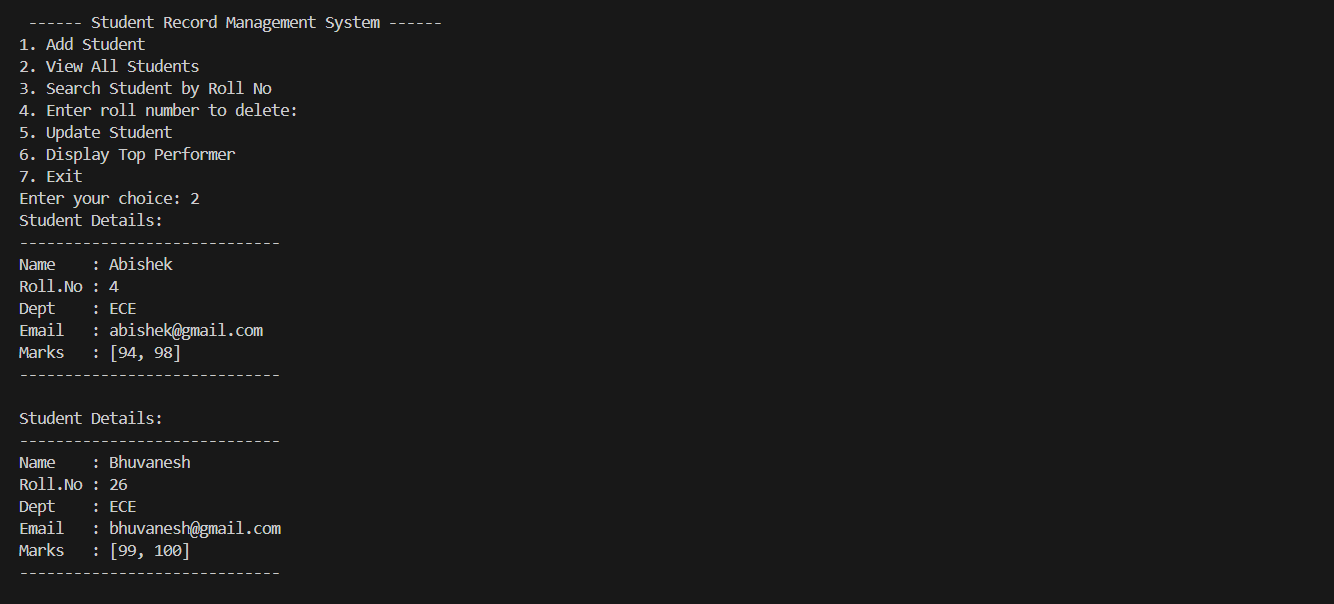 ------ Student Record Management System ------
1. Add Student
2. View All Students
3. Search Student by Roll No
4. Enter roll number to delete:
5. Update Student
6. Display Top Performer
7. Exit
Enter your choice: 2
Student Details:
-----------------------------
Name    : Abishek
Roll.No : 4
Dept    : ECE
Email   : abishek@gmail.com
Marks   : [94, 98]
-----------------------------

Student Details:
-----------------------------
Name    : Bhuvanesh
Roll.No : 26
Dept    : ECE
Email   : bhuvanesh@gmail.com
Marks   : [99, 100]
-----------------------------